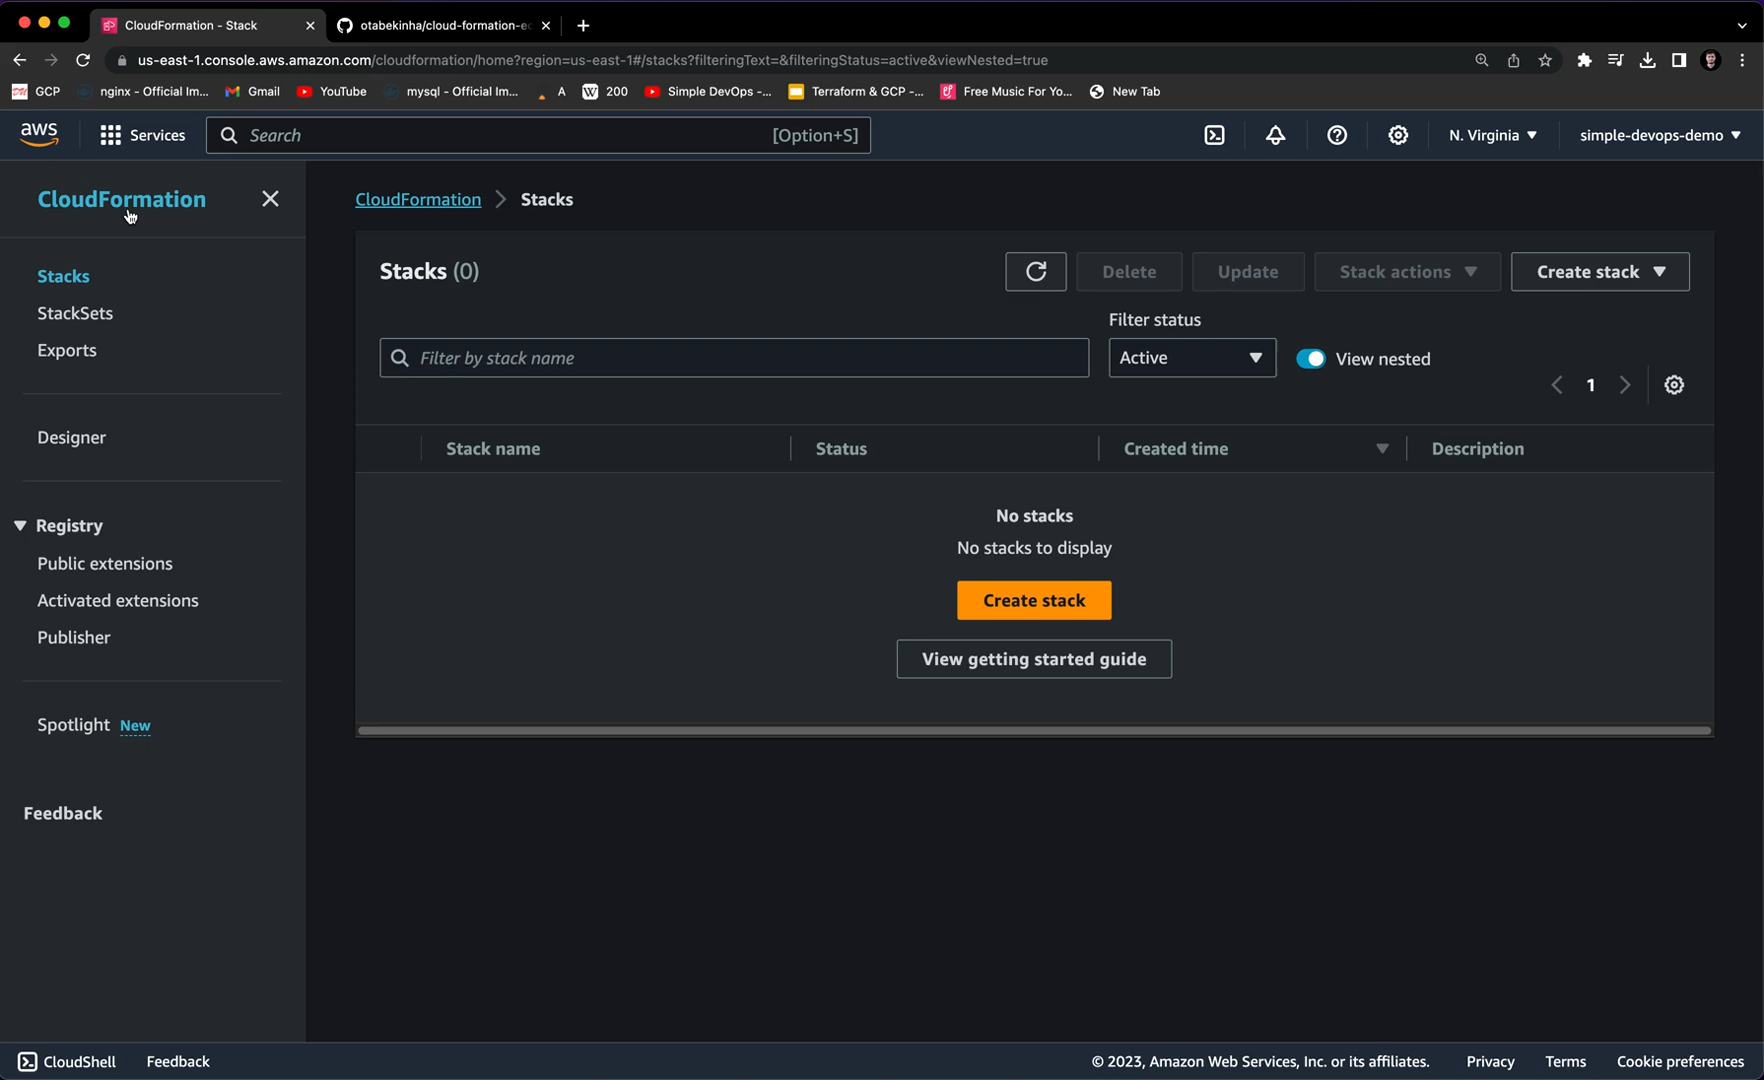 CloudFormation - Stack
otabekinha/cloud-formation-ec
us-east-1.console.aws.amazon.com/cloudformation/home?region=us-east-1#/stacks?filteringText=&filteringStatus=active&viewNested=true
GCP
nginx - Official Im...
Gmail
YouTube
mysql - Official Im...
A
200
Simple DevOps -...
Terraform & GCP -...
Free Music For Yo...
New Tab
aws
Services
Search
[Option+S]
N. Virginia
simple-devops-demo
CloudFormation
Stacks
StackSets
Exports
Designer
Registry
Public extensions
Activated extensions
Publisher
Spotlight New
Feedback
CloudFormation > Stacks
Stacks (0)
Delete
Update
Stack actions
Create stack
Filter by stack name
Filter status
Active
View nested
1
Stack name
Status
Created time
Description
No stacks
No stacks to display
Create stack
View getting started guide
CloudShell
Feedback
© 2023, Amazon Web Services, Inc. or its affiliates.
Privacy
Terms
Cookie preferences